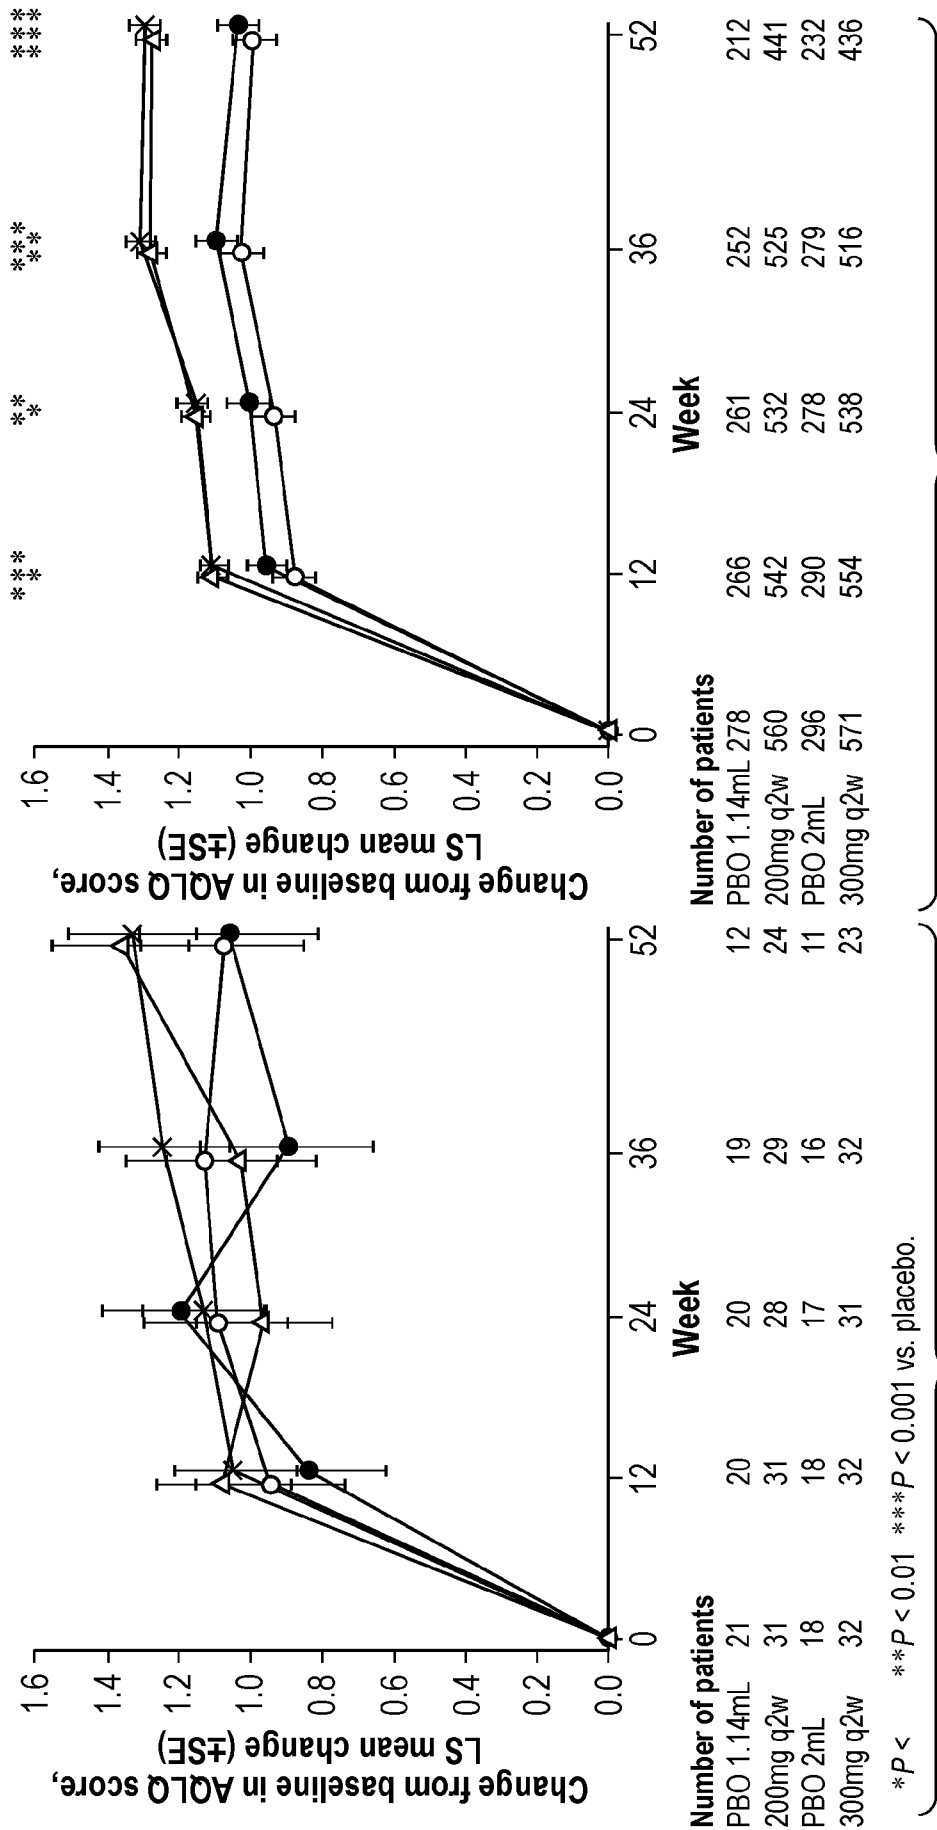 *** ** *** ***
* * ** ***
Change from baseline in AQLQ score,
LS mean change (±SE)
1.6
1.4
1.2
1.0
0.8
0.6
0.4
0.2
0.0
0 12 24 36 52
Week
Number of patients
PBO 1.14mL 21 20 20 19 12
200mg q2w 31 31 28 29 24
PBO 2mL 18 18 17 16 11
300mg q2w 32 32 31 32 23
*P < **P < 0.01 ***P < 0.001 vs. placebo.
Change from baseline in AQLQ score,
LS mean change (±SE)
1.6
1.4
1.2
1.0
0.8
0.6
0.4
0.2
0.0
0 12 24 36 52
Week
Number of patients
PBO 1.14mL 278 266 261 252 212
200mg q2w 560 542 532 525 441
PBO 2mL 296 290 278 279 232
300mg q2w 571 554 538 516 436